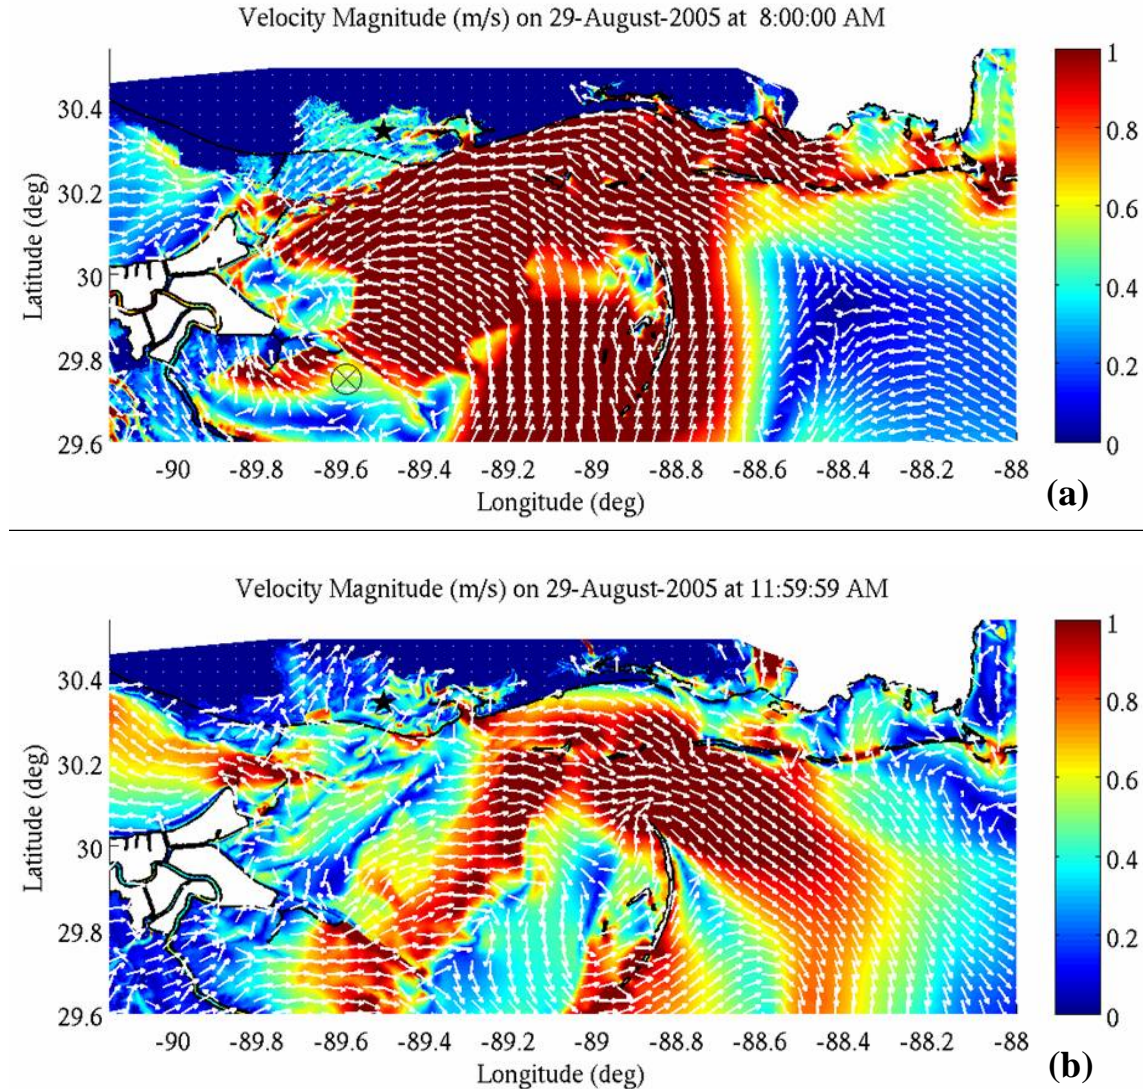 Velocity Magnitude (m/s) on 29-August-2005 at  8:00:00 AM
1
30.4
0.8
30.2
0.6
30
0.4
29.8
0.2
29.6
0
-90 -89.8 -89.6 -89.4 -89.2 -89 -88.8 -88.6 -88.4 -88.2 -88
Latitude (deg)
Longitude (deg)
(a)
Velocity Magnitude (m/s) on 29-August-2005 at 11:59:59 AM
1
30.4
0.8
30.2
0.6
30
0.4
29.8
0.2
29.6
0
-90 -89.8 -89.6 -89.4 -89.2 -89 -88.8 -88.6 -88.4 -88.2 -88
Latitude (deg)
Longitude (deg)
(b)